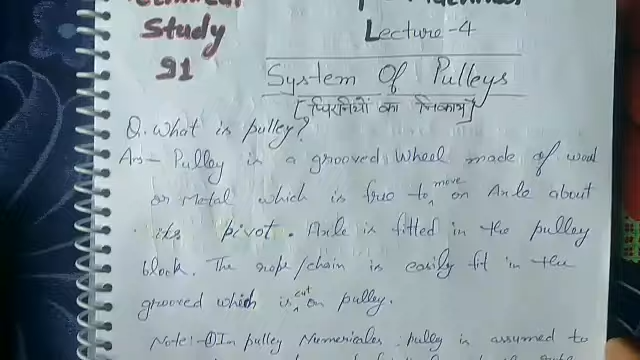 Study
91
Lecture-4
System Of Pulleys
[घिरनियों का निकाय]
Q. What is pulley?
Ans- Pulley is a grooved Wheel made of wood
or Metal which is free to move on Axle about
its pivot. Axle is fitted in the pulley
block. The rope/chain is easily fit in the
grooved which is cut on pulley.
Note:- ① In pulley Numericales, pulley is assumed to